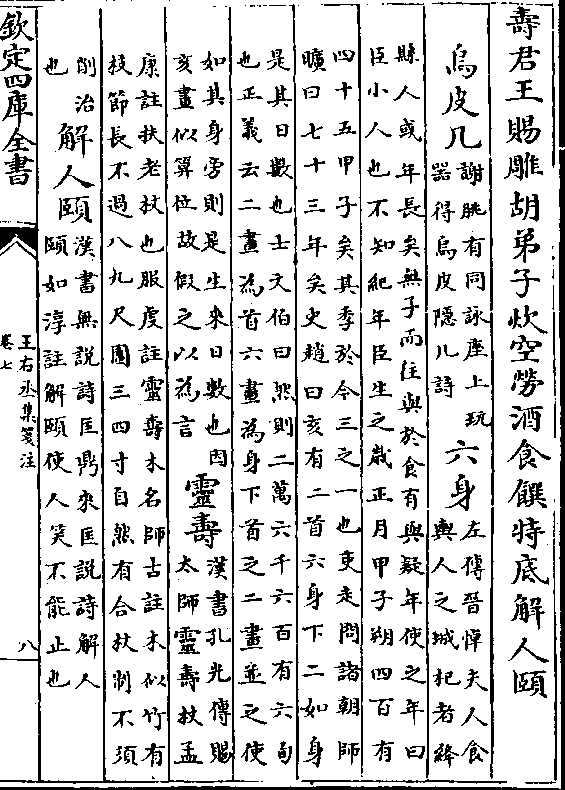 壽君王賜雕胡弟子炊空勞酒食饌特底解人頤
烏皮几
謝朓有同詠座上玩
器得烏皮隱几詩
六身
左傳晉悼夫人食
輿人之城杞者絳
縣人或年長矣無子而往與於食有與疑年使之年曰
臣小人也不知紀年臣生之嵗正月甲子朔四百有
四十五甲子矣其季於今三之一也吏走問諸朝師
曠曰七十三年矣史趙曰亥有二首六身下二如身
是其日數也士文伯曰然則二萬六千六百有六旬
也正義云二畫為首六畫為身下首之二畫並之使
如其身旁則是生來日數也因
亥畫似算位故假之以為言
靈壽
漢書孔光傳賜
太師靈壽杖孟
康註扶老杖也服虔註靈壽木名師古註木似竹有
枝節長不過八九尺圍三四寸自然有合杖制不須
削治
也
解人頤
漢書無說詩匡鼎來匡說詩解人
頤如淳註解頤使人笑不能止也
欽定四庫全書
王右丞集箋注
卷七
八